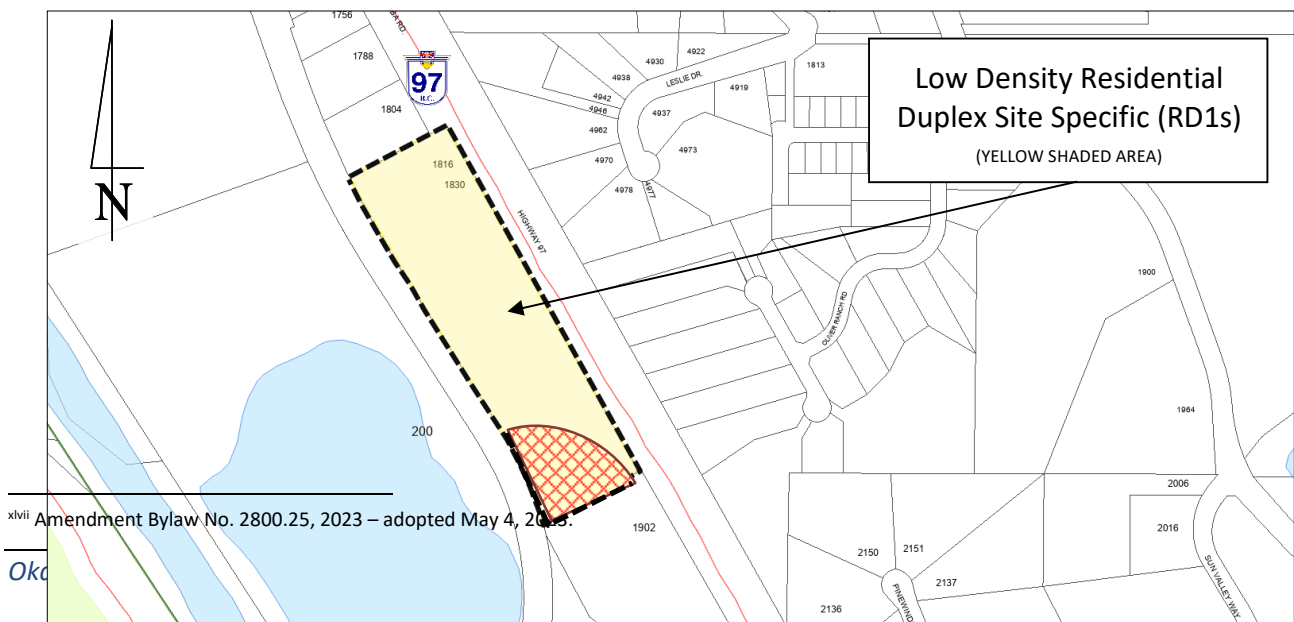 1756
BA RD.
1788
97
B.C.
1804
1816
1830
HIGHWAY 97
4922
4930
4938
4942
4946
4962
4970
4978
4977
LESLIE DR.
4937
4919
4973
1813
Low Density Residential
Duplex Site Specific (RD1s)
(YELLOW SHADED AREA)
N
OLIVER RANCH RD
1900
1964
200
2006
2016
1902
2150
2151
2137
2136
PINEWIND
SUN VALLEY WAY
xlvii Amendment Bylaw No. 2800.25, 2023 – adopted May 4,